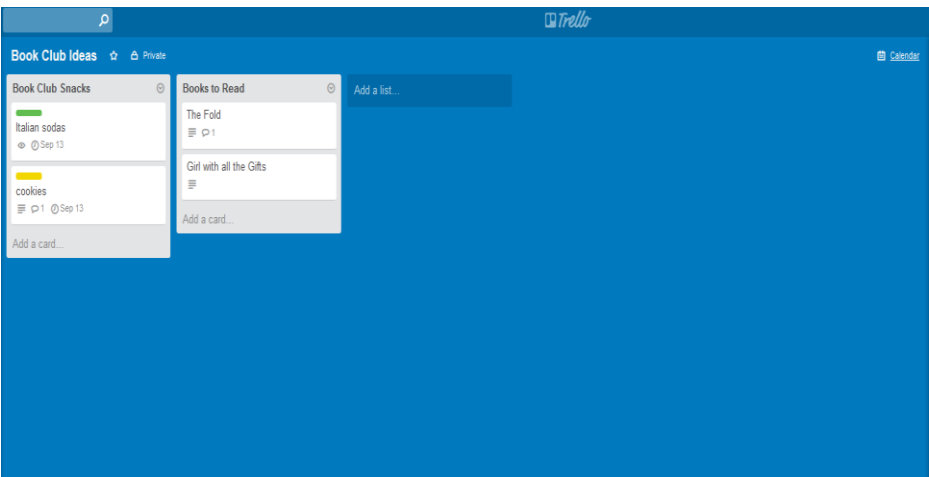 Trello
Book Club Ideas Private Calendar
Book Club Snacks
Italian sodas
Sep 13
cookies
1 Sep 13
Add a card...
Books to Read
The Fold
1
Girl with all the Gifts
Add a card...
Add a list...